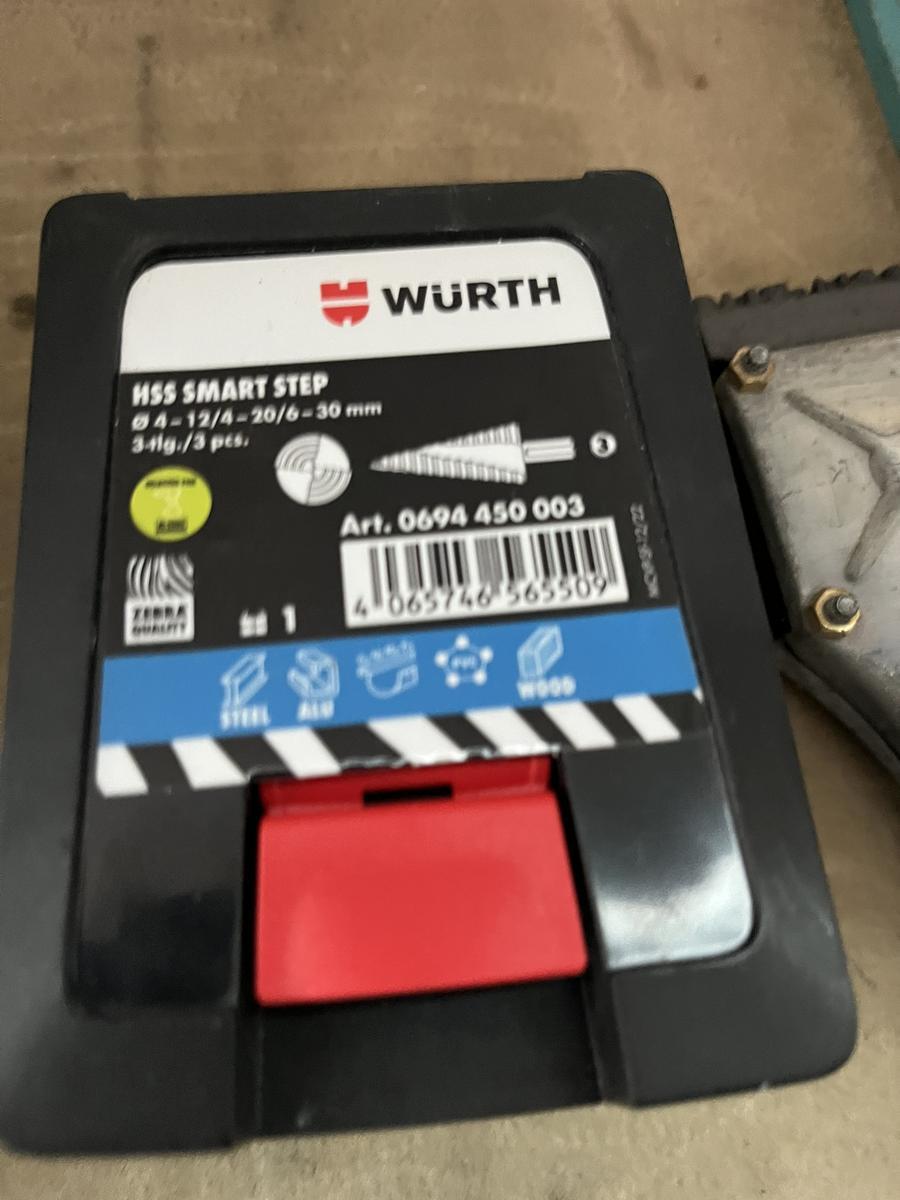 WÜRTH
HSS SMART STEP
Ø 4-12/4-20/6-30 mm
3-tlg./3 pcs.
3
Art. 0694 450 003
4 065746 565509
ZEBRA
QUALITY
1
STEEL
ALU
PVC
WOOD